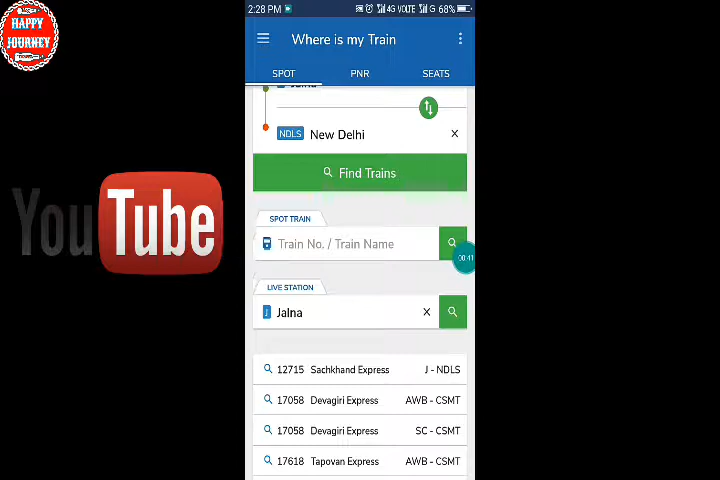 HAPPY
JOURNEY
YouTube
2:28 PM 4G VOLTE G 68%
Where is my Train
SPOT PNR SEATS
NDLS New Delhi X
Find Trains
SPOT TRAIN
Train No. / Train Name
00:41
LIVE STATION
J Jalna X
12715 Sachkhand Express J - NDLS
17058 Devagiri Express AWB - CSMT
17058 Devagiri Express SC - CSMT
17618 Tapovan Express AWB - CSMT